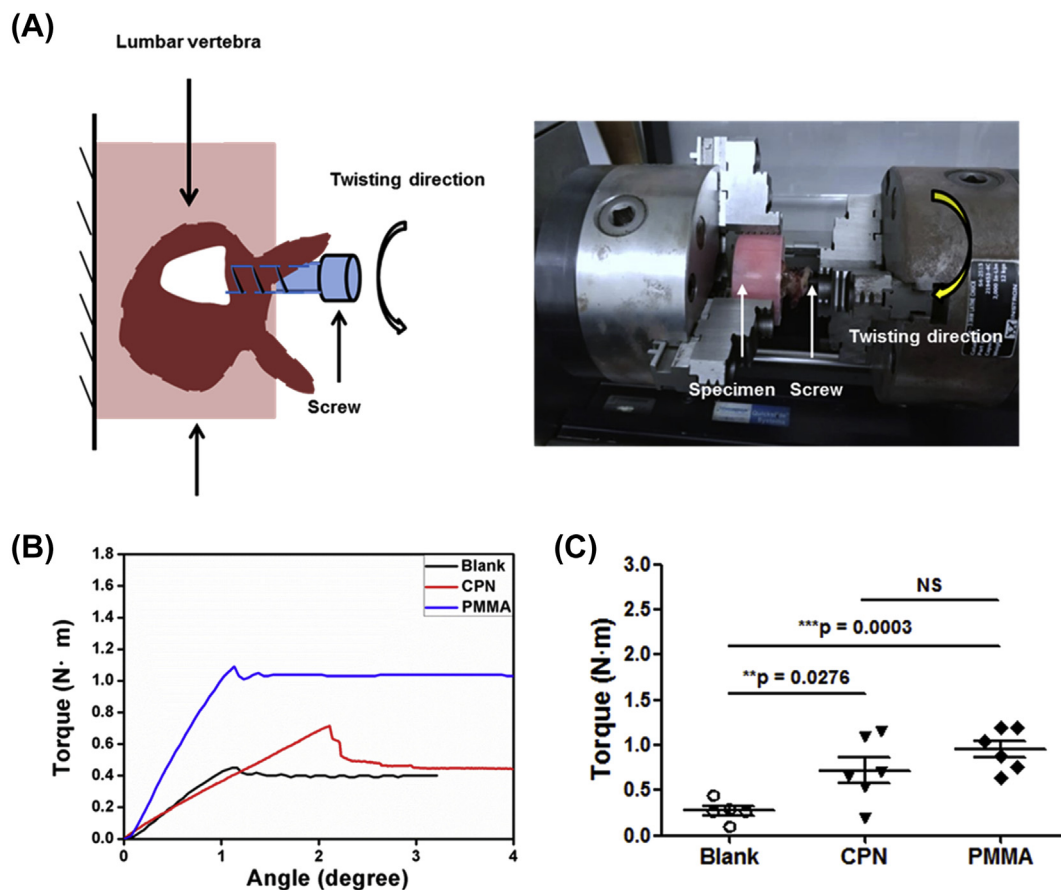 (A)
Lumbar vertebra
Twisting direction
Screw
Specimen Screw
Twisting direction
(B)
1.8
1.6
1.4
1.2
1.0
0.8
0.6
0.4
0.2
0.0
0 1 2 3 4
Torque (N· m)
Angle (degree)
Blank
CPN
PMMA
(C)
3.0
2.5
2.0
1.5
1.0
0.5
0.0
Torque (N·m)
NS
***p = 0.0003
**p = 0.0276
Blank CPN PMMA